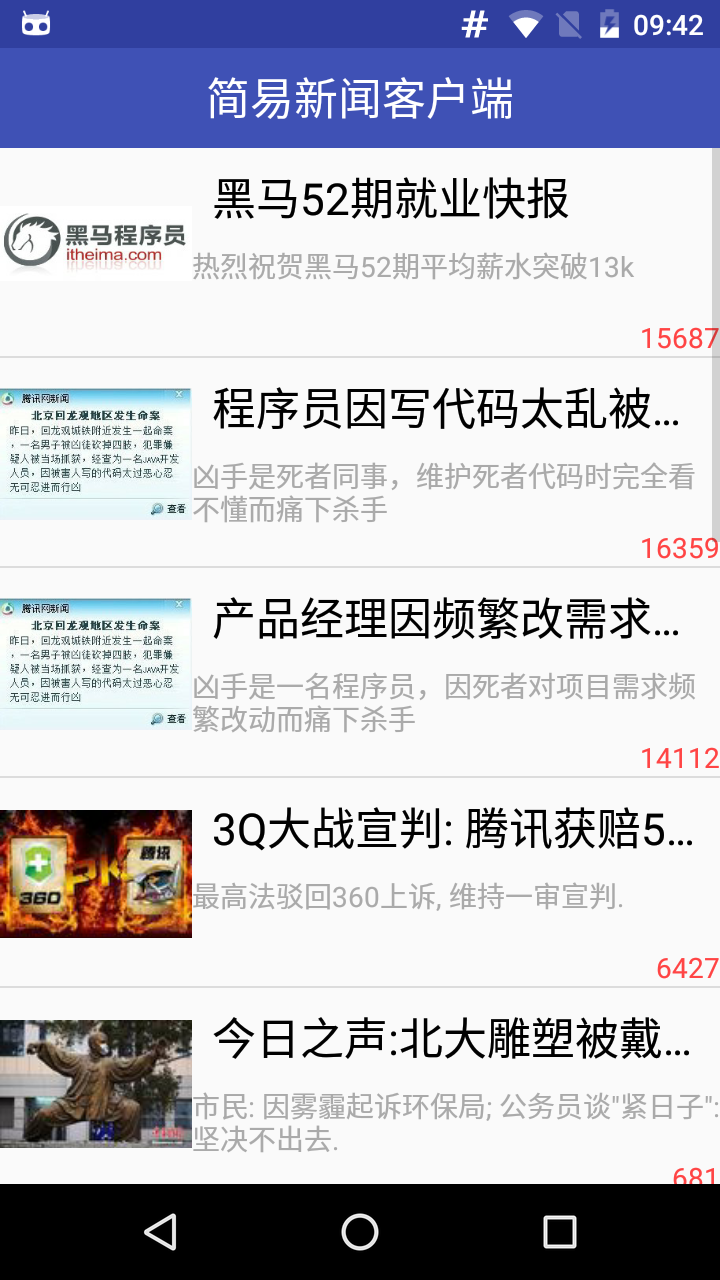 09:42
简易新闻客户端
黑马52期就业快报
黑马程序员
itheima.com
热烈祝贺黑马52期平均薪水突破13k
15687
程序员因写代码太乱被...
腾讯网新闻
北京回龙观地区发生命案
昨日，回龙观城铁附近发生一起命案
，一名男子被凶徒砍掉四肢，犯罪嫌
疑人被当场抓获，经查为一名JAVA开发
人员，因被害人写的代码太过恶心忍
无可忍进而行凶
查看
凶手是死者同事，维护死者代码时完全看
不懂而痛下杀手
16359
产品经理因频繁改需求...
腾讯网新闻
北京回龙观地区发生命案
昨日，回龙观城铁附近发生一起命案
，一名男子被凶徒砍掉四肢，犯罪嫌
疑人被当场抓获，经查为一名JAVA开发
人员，因被害人写的代码太过恶心忍
无可忍进而行凶
查看
凶手是一名程序员，因死者对项目需求频
繁改动而痛下杀手
14112
3Q大战宣判: 腾讯获赔5...
360
PK
腾讯
最高法驳回360上诉, 维持一审宣判.
6427
今日之声:北大雕塑被戴...
市民: 因雾霾起诉环保局; 公务员谈"紧日子":
坚决不出去.
681